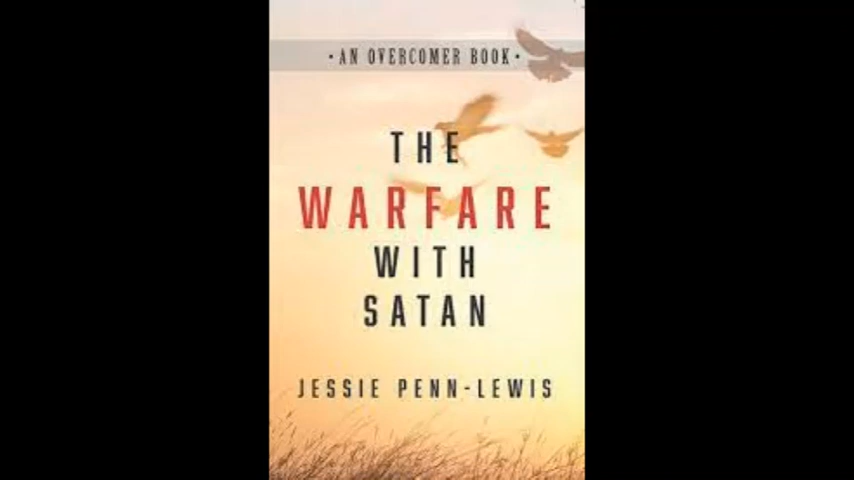 • AN OVERCOMER BOOK •
THE
WARFARE
WITH
SATAN
JESSIE PENN-LEWIS